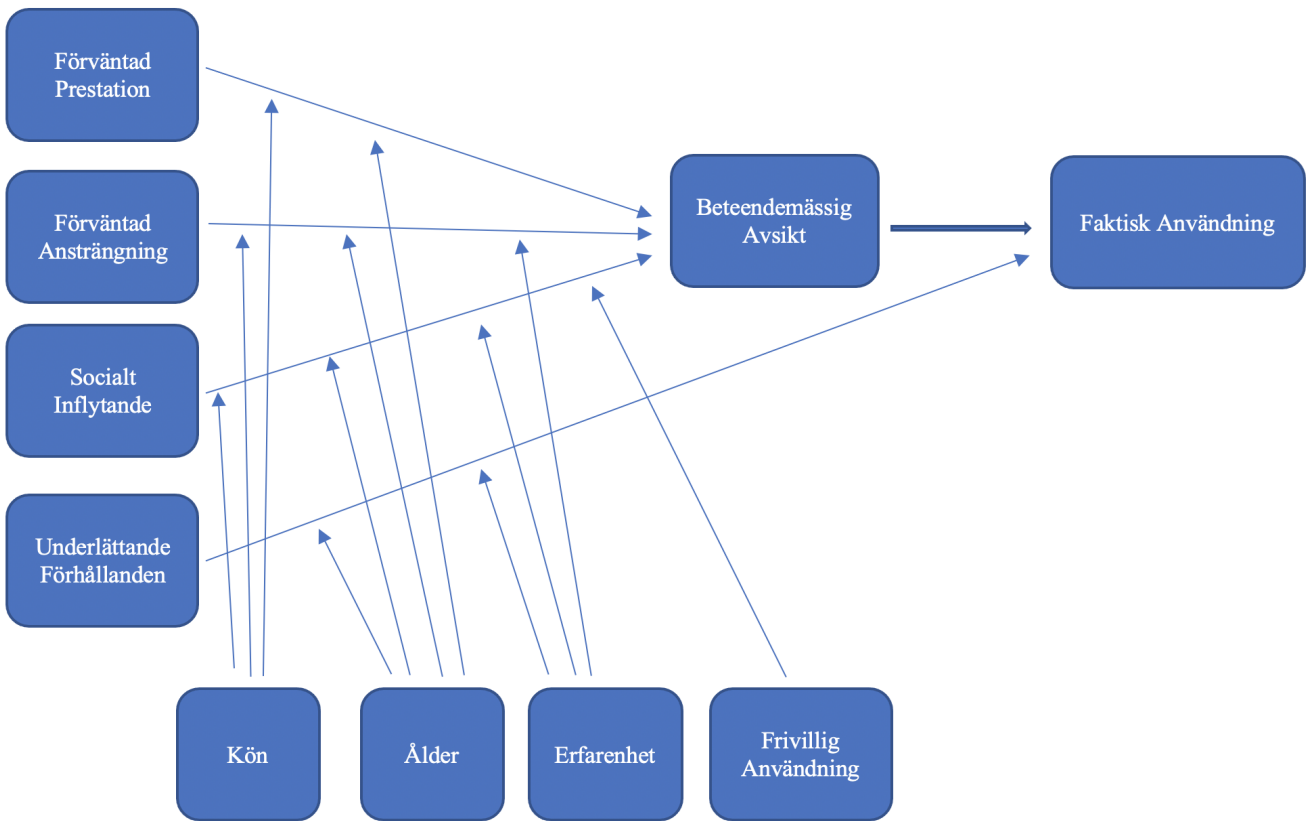 Förväntad
Prestation
Förväntad
Ansträngning
Socialt
Inflytande
Underlättande
Förhållanden
Beteendemässig
Avsikt
Faktisk Användning
Kön
Ålder
Erfarenhet
Frivillig
Användning